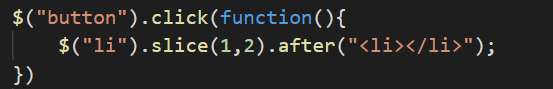 $("button").click(function(){
    $("li").slice(1,2).after("<li></li>");
})